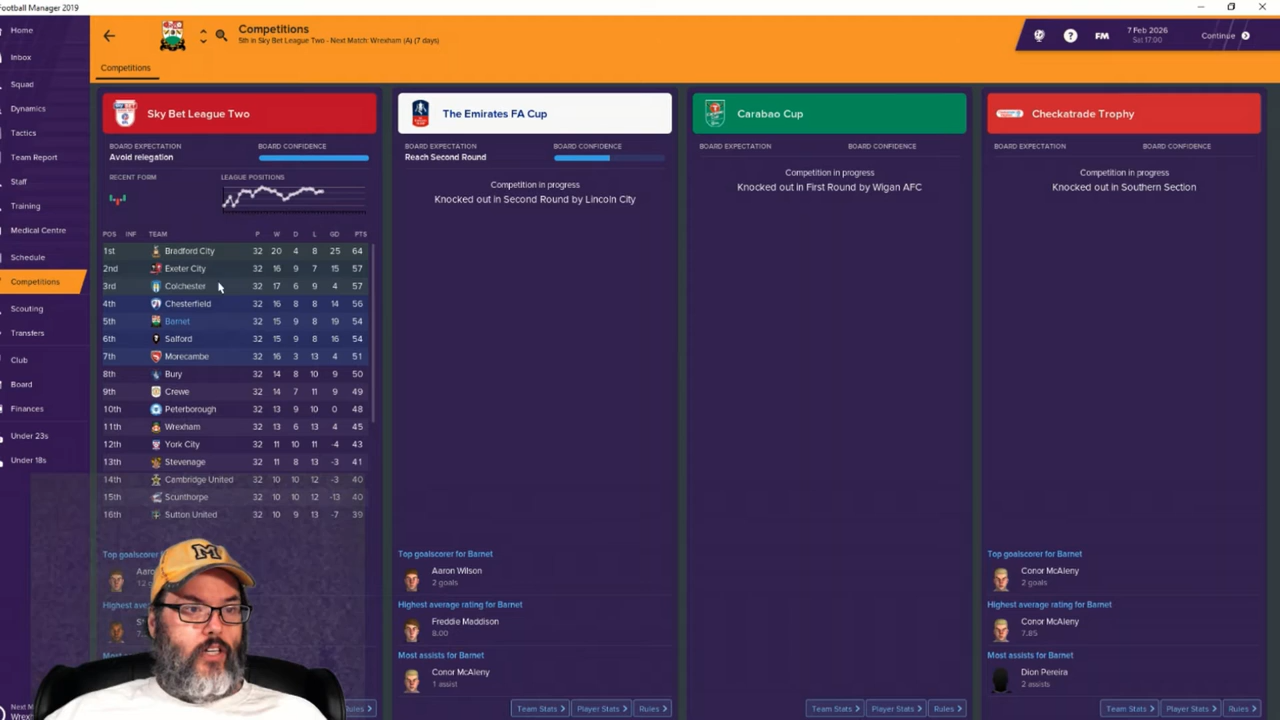 Football Manager 2019
Home
Inbox
Squad
Dynamics
Tactics
Team Report
Staff
Training
Medical Centre
Schedule
Competitions
Scouting
Transfers
Club
Board
Finances
Under 23s
Under 18s
Next M
Wrex
Competitions
5th in Sky Bet League Two - Next Match: Wrexham (A) (7 days)
FM
7 Feb 2026
Sat 17:00
Continue
Competitions
Sky Bet League Two
BOARD EXPECTATION BOARD CONFIDENCE
Avoid relegation
RECENT FORM LEAGUE POSITIONS
POS INF TEAM P W D L GD PTS
1st Bradford City 32 20 4 8 25 64
2nd Exeter City 32 16 9 7 15 57
3rd Colchester 32 17 6 9 4 57
4th Chesterfield 32 16 8 8 14 56
5th Barnet 32 15 9 8 19 54
6th Salford 32 15 9 8 16 54
7th Morecambe 32 16 3 13 4 51
8th Bury 32 14 8 10 9 50
9th Crewe 32 14 7 11 9 49
10th Peterborough 32 13 9 10 0 48
11th Wrexham 32 13 6 13 4 45
12th York City 32 11 10 11 -4 43
13th Stevenage 32 11 8 13 -3 41
14th Cambridge United 32 10 10 12 -3 40
15th Scunthorpe 32 10 10 12 -13 40
16th Sutton United 32 10 9 13 -7 39
Top goalscorer f
Aaro
12 g
Highest ave
7.
Most
Rules
The Emirates FA Cup
BOARD EXPECTATION BOARD CONFIDENCE
Reach Second Round
Competition in progress
Knocked out in Second Round by Lincoln City
Top goalscorer for Barnet
Aaron Wilson
2 goals
Highest average rating for Barnet
Freddie Maddison
8.00
Most assists for Barnet
Conor McAleny
1 assist
Team Stats Player Stats Rules
Carabao Cup
BOARD EXPECTATION BOARD CONFIDENCE
Competition in progress
Knocked out in First Round by Wigan AFC
Team Stats Player Stats Rules
Checkatrade Trophy
BOARD EXPECTATION BOARD CONFIDENCE
Competition in progress
Knocked out in Southern Section
Top goalscorer for Barnet
Conor McAleny
2 goals
Highest average rating for Barnet
Conor McAleny
7.85
Most assists for Barnet
Dion Pereira
2 assists
Team Stats Player Stats Rules
M